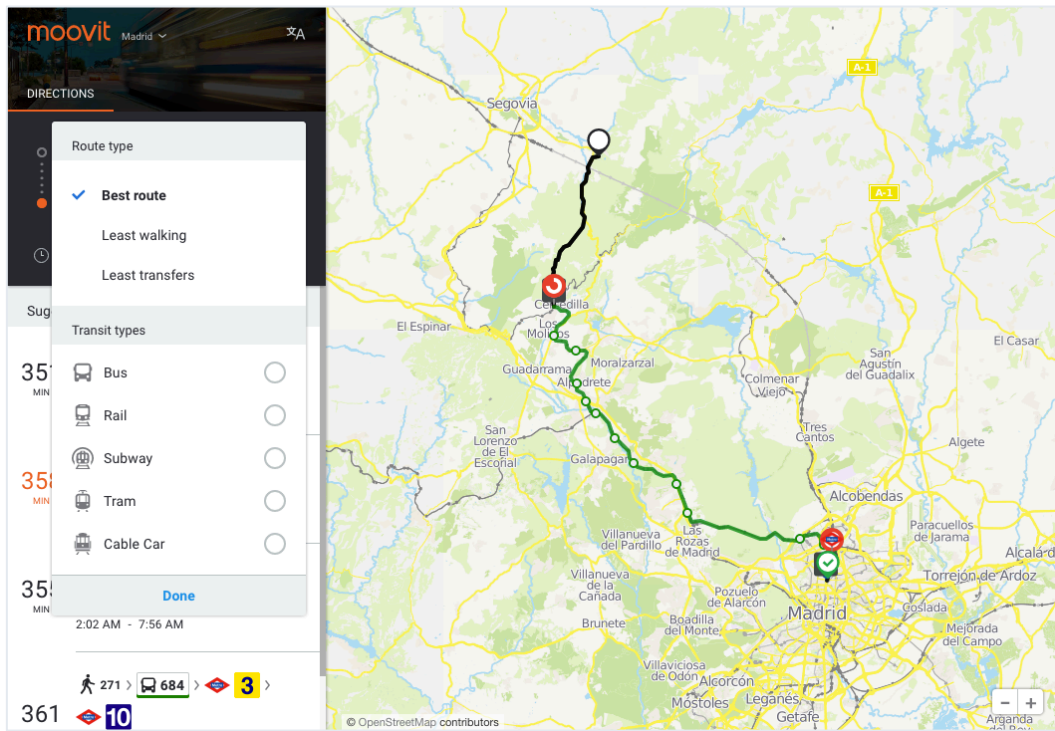 moovit Madrid
文A
DIRECTIONS
Route type
Best route
Least walking
Least transfers
Sug
Transit types
35
MIN
Bus
Rail
Subway
35
MIN
Tram
Cable Car
35
MIN
Done
2:02 AM - 7:56 AM
271 > 684 > 3 >
361
10
Segovia
A-1
A-1
Cercedilla
Los
Molinos
El Espinar
Guadarrama
Moralzarzal
Alpedrete
San
Agustín
del Guadalix
El Casar
Colmenar
Viejo
San
Lorenzo
de El
Escorial
Tres
Cantos
Galapagar
Algete
Alcobendas
Villanueva
del Pardillo
Las
Rozas
de Madrid
Paracuellos
de Jarama
Alcalá d
Villanueva
de la
Cañada
Pozuelo
de Alarcón
Torrejón de Ardoz
Madrid
Coslada
Brunete
Boadilla
del Monte
Mejorada
del Campo
Villaviciosa
de Odón
Alcorcón
Móstoles
Leganés
Getafe
Arganda
del Rey
© OpenStreetMap contributors
− +